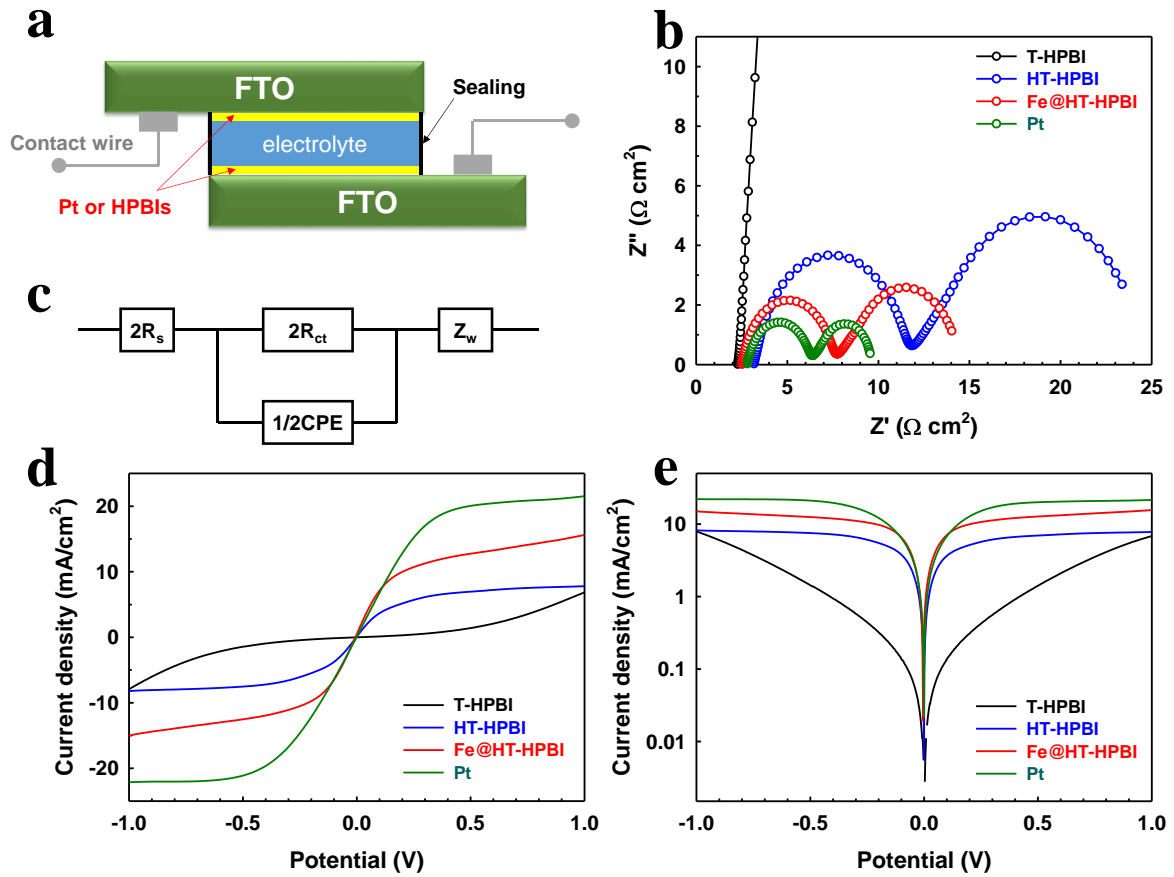 a
FTO
Sealing
Contact wire
electrolyte
Pt or HPBIs
FTO
b
10
8
6
4
2
0
Z'' (Ω cm²)
T-HPBI
HT-HPBI
Fe@HT-HPBI
Pt
0 5 10 15 20 25
Z' (Ω cm²)
c
2Rs
2Rct
Zw
1/2CPE
d
20
10
0
-10
-20
Current density (mA/cm²)
T-HPBI
HT-HPBI
Fe@HT-HPBI
Pt
-1.0 -0.5 0.0 0.5 1.0
Potential (V)
e
10
1
0.1
0.01
Current density (mA/cm²)
T-HPBI
HT-HPBI
Fe@HT-HPBI
Pt
-1.0 -0.5 0.0 0.5 1.0
Potential (V)